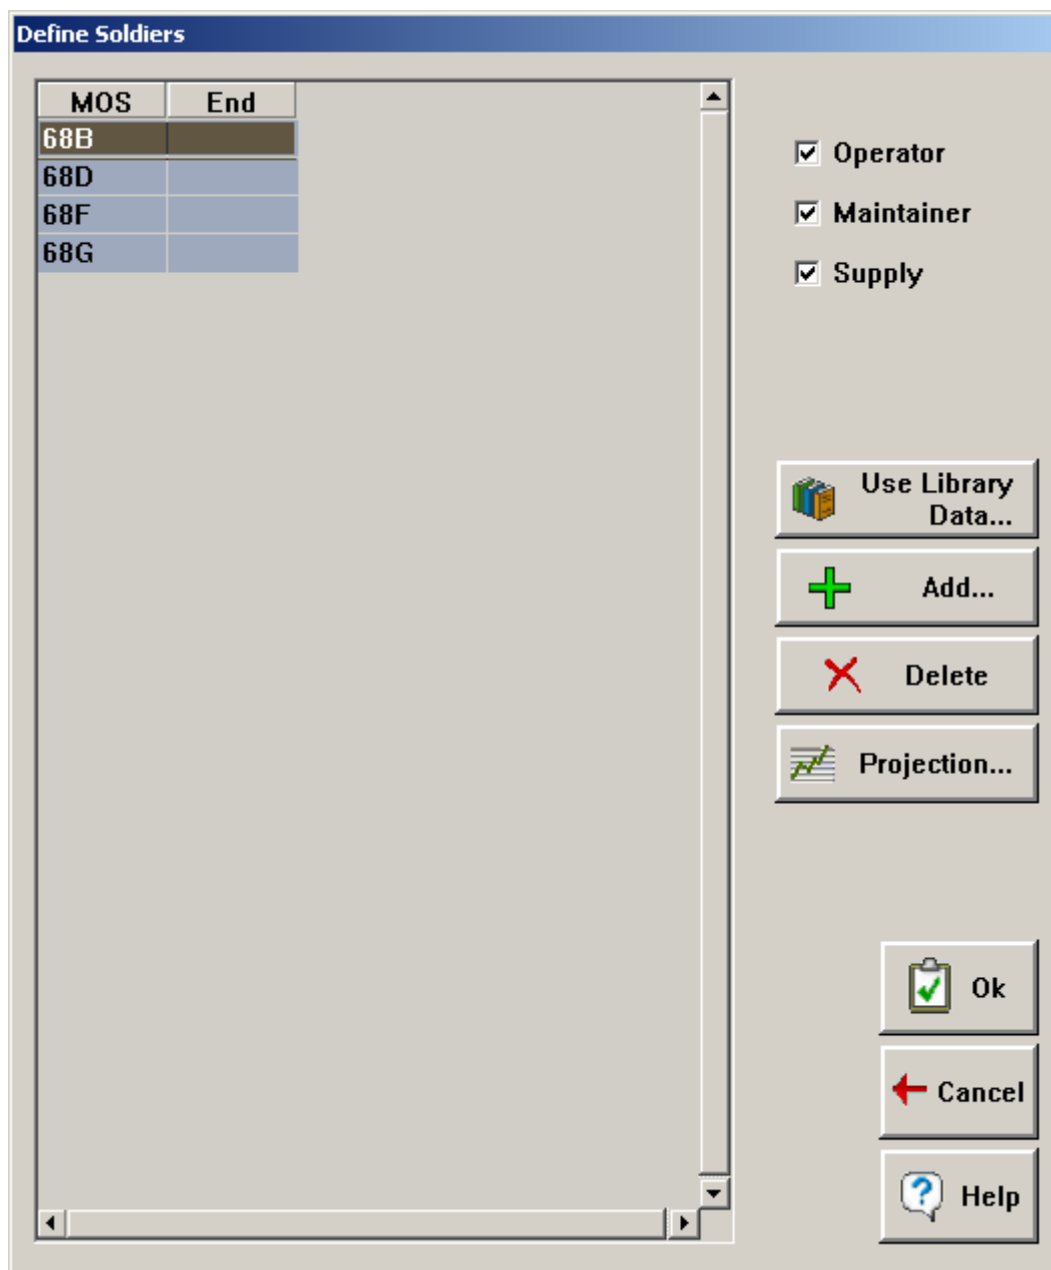 Define Soldiers
MOS End
68B
68D
68F
68G
Operator
Maintainer
Supply
Use Library
Data...
Add...
Delete
Projection...
Ok
Cancel
Help